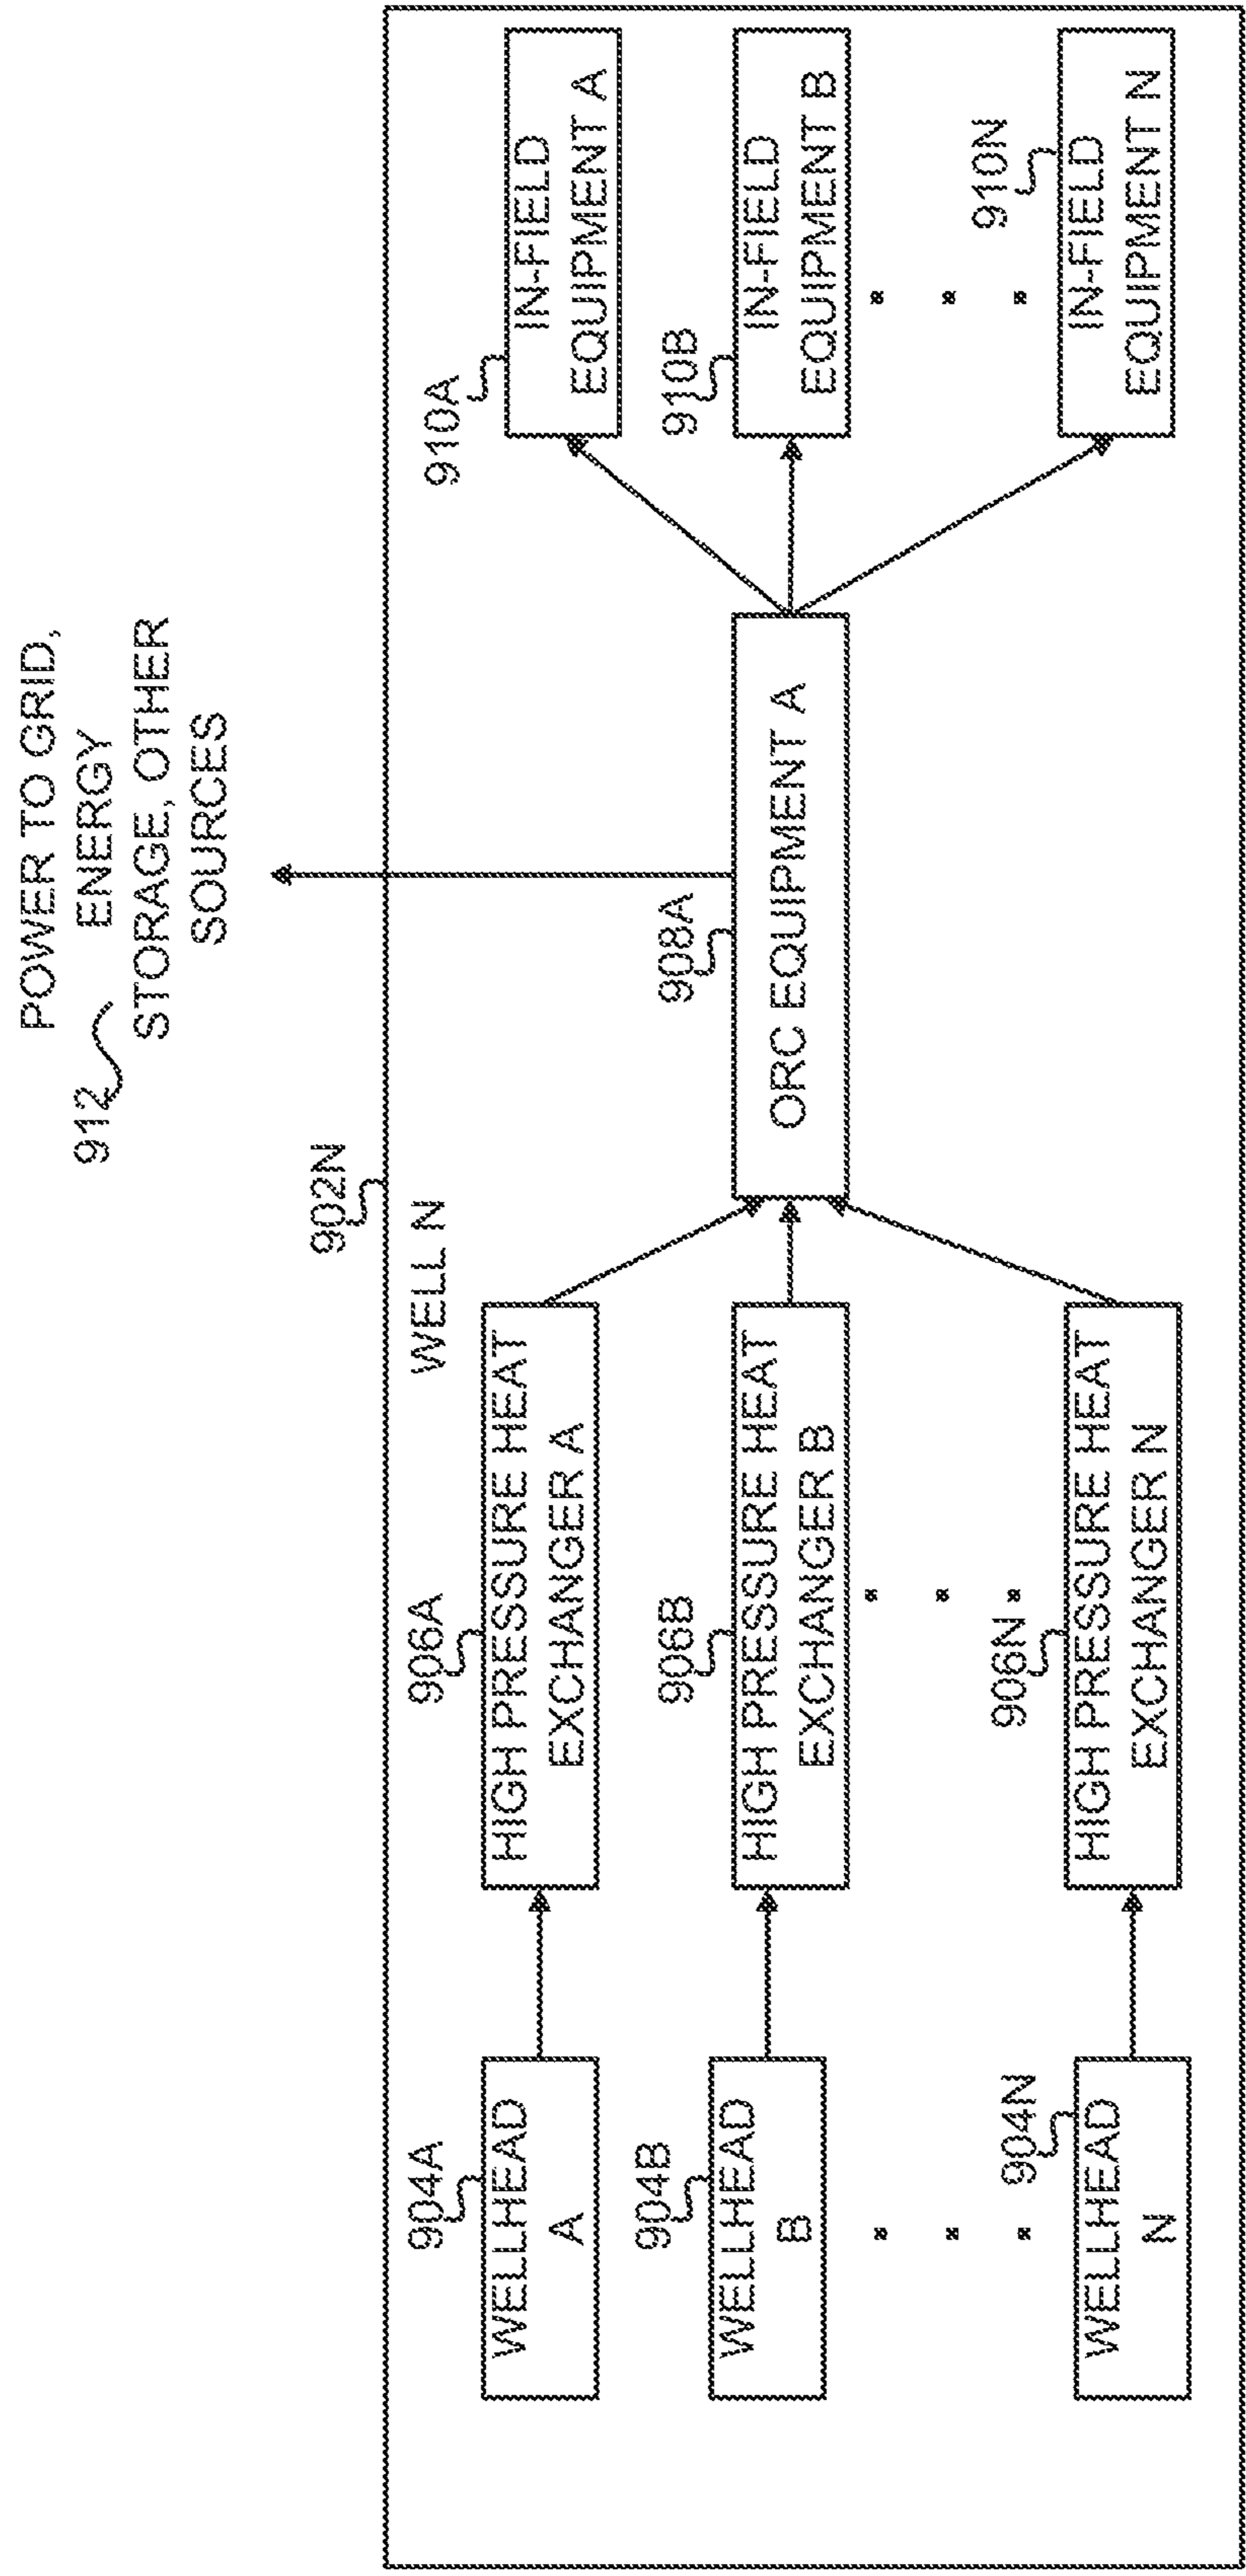 POWER TO GRID,
ENERGY
STORAGE, OTHER
SOURCES
912
902N
WELL N
904A
WELLHEAD
A
904B
WELLHEAD
B
904N
WELLHEAD
N
906A
HIGH PRESSURE HEAT
EXCHANGER A
906B
HIGH PRESSURE HEAT
EXCHANGER B
906N
HIGH PRESSURE HEAT
EXCHANGER N
908A
ORC EQUIPMENT A
910A
IN-FIELD
EQUIPMENT A
910B
IN-FIELD
EQUIPMENT B
910N
IN-FIELD
EQUIPMENT N